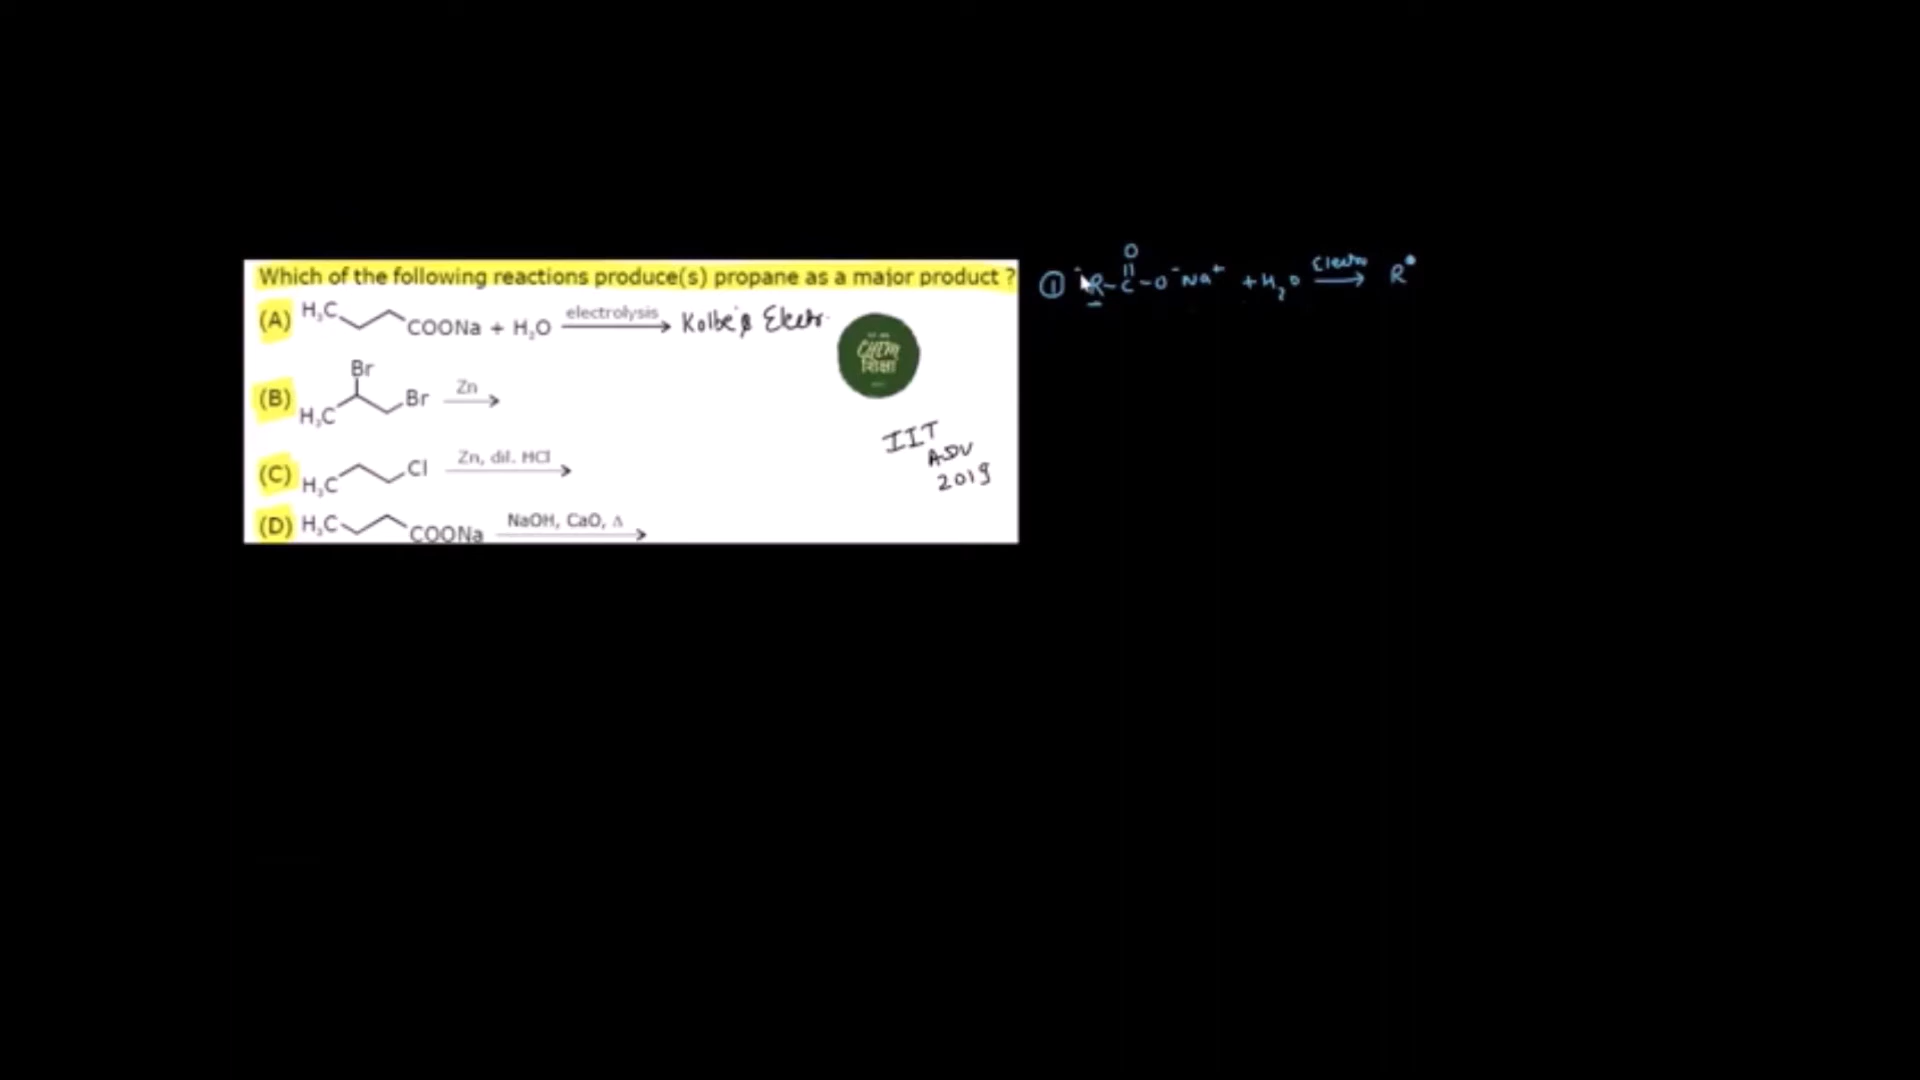 Which of the following reactions produce(s) propane as a major product ?
(A) H₃C COONa + H₂O electrolysis Kolbe's Electr.
(B) H₃C Br Br Zn
(C) H₃C Cl Zn, dil. HCl
(D) H₃C COONa NaOH, CaO, Δ
CHEM
शिक्षा
IIT
ADV
2019
① R-C-O⁻Na⁺ + H₂O Electro R•
O